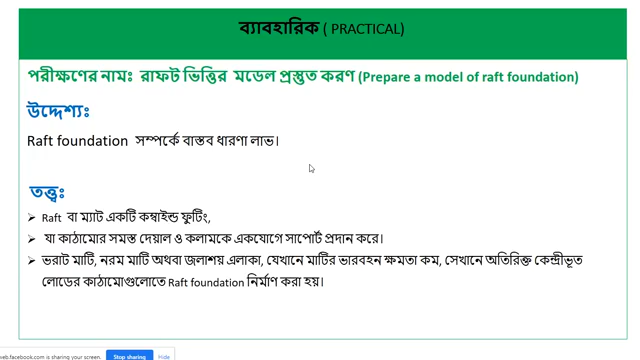 ব্যাবহারিক ( PRACTICAL)
পরীক্ষণের নামঃ রাফট ভিত্তির মডেল প্রস্তুত করণ (Prepare a model of raft foundation)
উদ্দেশ্যঃ
Raft foundation সম্পর্কে বাস্তব ধারণা লাভ।
তত্ত্বঃ
➢ Raft বা ম্যাট একটি কম্বাইন্ড ফুটিং,
➢ যা কাঠামোর সমস্ত দেয়াল ও কলামকে একযোগে সাপোর্ট প্রদান করে।
➢ ভরাট মাটি, নরম মাটি অথবা জলাশয় এলাকা, যেখানে মাটির ভারবহন ক্ষমতা কম, সেখানে অতিরিক্ত কেন্দ্রীভূত
লোডের কাঠামোগুলোতে Raft foundation নির্মাণ করা হয়।
web.facebook.com is sharing your screen. Stop sharing Hide